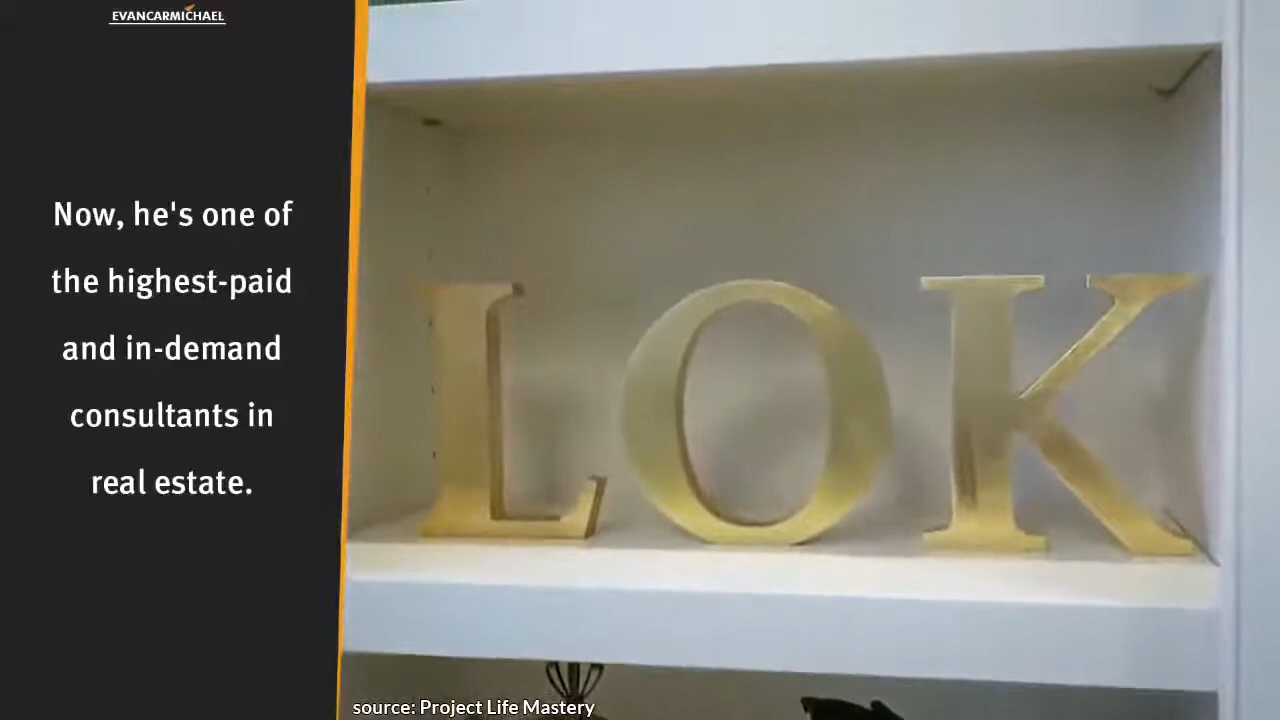 EVANCARMICHAEL
Now, he's one of
the highest-paid
and in-demand
consultants in
real estate.
LOK
source: Project Life Mastery